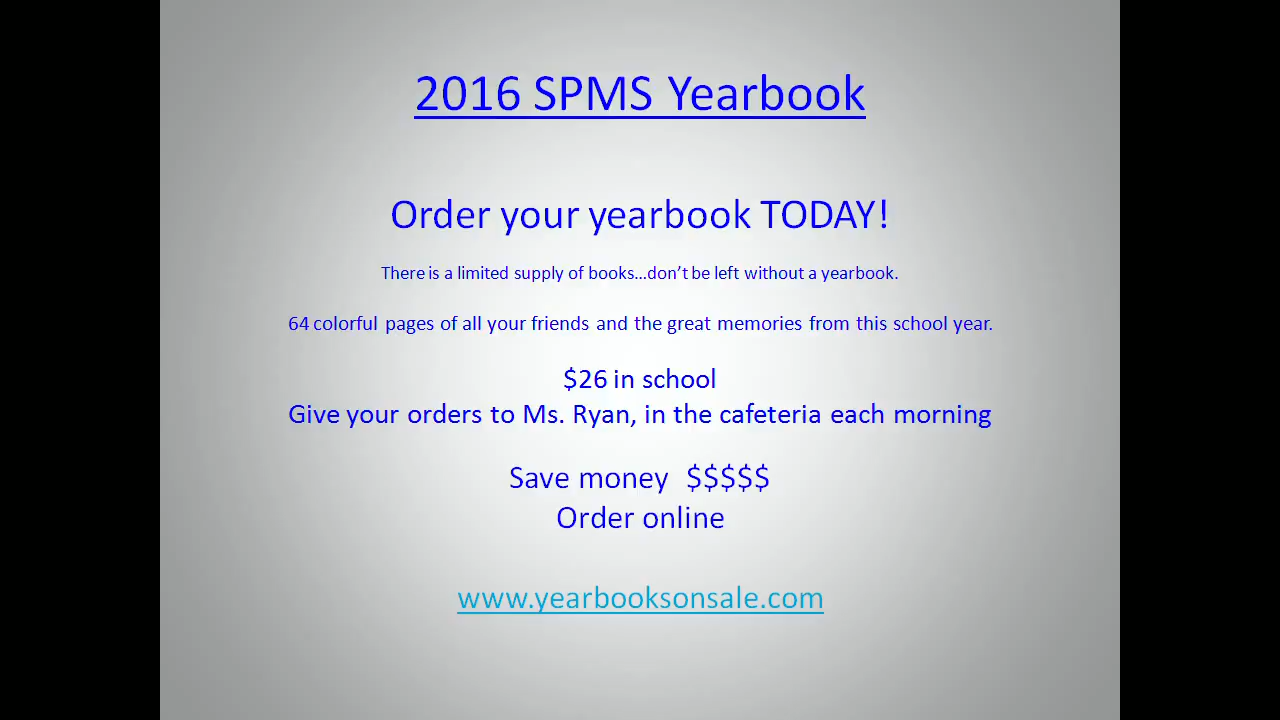 2016 SPMS Yearbook
Order your yearbook TODAY!
There is a limited supply of books...don't be left without a yearbook.
64 colorful pages of all your friends and the great memories from this school year.
$26 in school
Give your orders to Ms. Ryan, in the cafeteria each morning
Save money $$$$$
Order online
www.yearbooksonsale.com